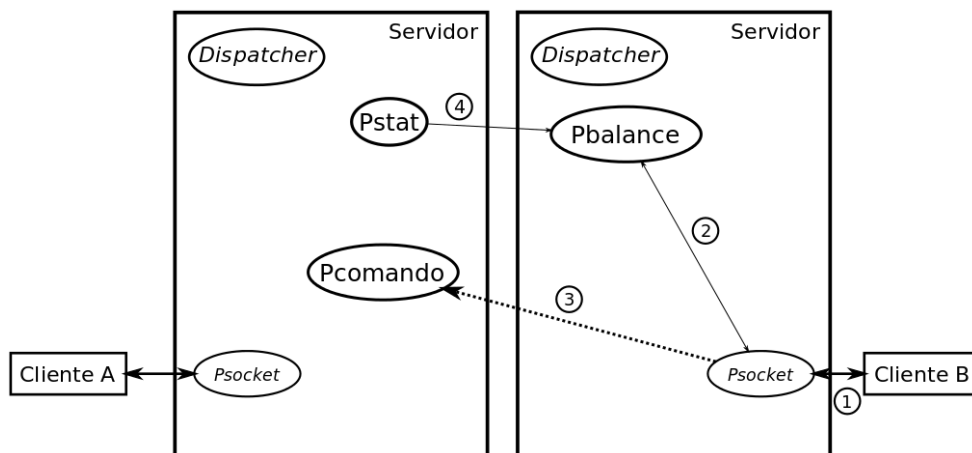 Servidor
Dispatcher
Pstat
Pcomando
Psocket
Cliente A
Servidor
Dispatcher
Pbalance
Psocket
Cliente B
4
2
3
1